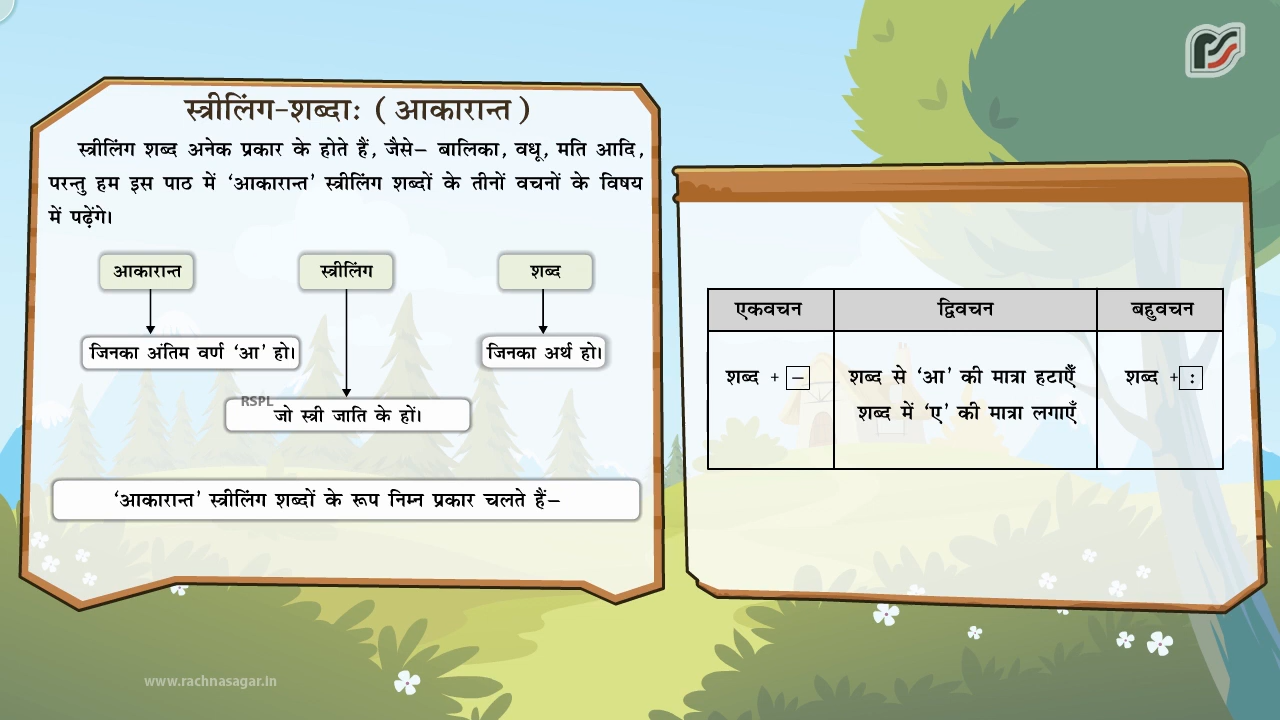 स्त्रीलिंग-शब्दाः ( आकारान्त )
स्त्रीलिंग शब्द अनेक प्रकार के होते हैं, जैसे– बालिका, वधू, मति आदि,
परन्तु हम इस पाठ में ‘आकारान्त’ स्त्रीलिंग शब्दों के तीनों वचनों के विषय
में पढ़ेंगे।
आकारान्त स्त्रीलिंग शब्द
जिनका अंतिम वर्ण ‘आ’ हो। जिनका अर्थ हो।
RSPL
जो स्त्री जाति के हों।
‘आकारान्त’ स्त्रीलिंग शब्दों के रूप निम्न प्रकार चलते हैं–
एकवचन द्विवचन बहुवचन
शब्द + – शब्द से ‘आ’ की मात्रा हटाएँ शब्द + :
शब्द में ‘ए’ की मात्रा लगाएँ
www.rachnasagar.in